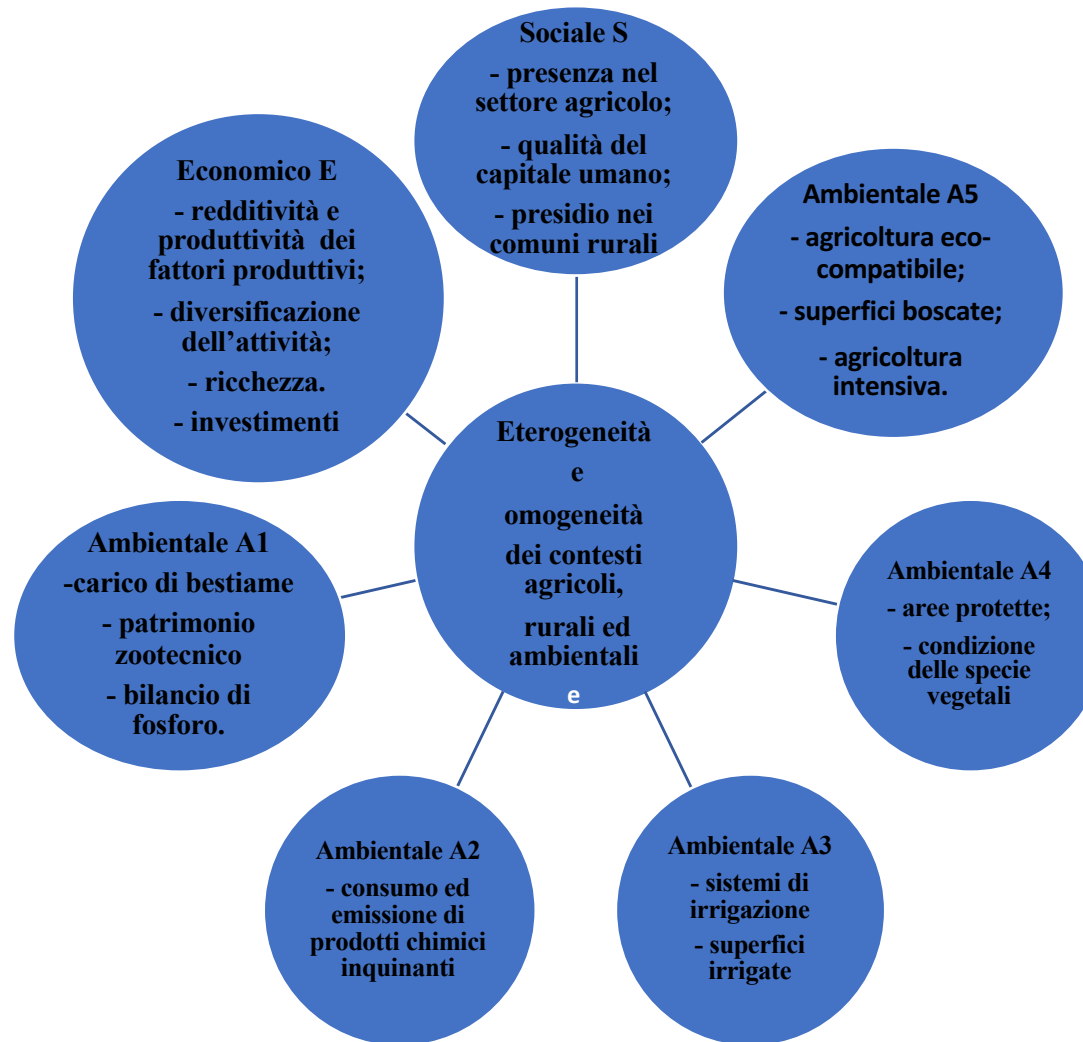 Sociale S
- presenza nel
settore agricolo;
- qualità del
capitale umano;
- presidio nei
comuni rurali
Economico E
- redditività e
produttività dei
fattori produttivi;
- diversificazione
dell'attività;
- ricchezza.
- investimenti
Ambientale A5
- agricoltura eco-
compatibile;
- superfici boscate;
- agricoltura
intensiva.
Eterogeneità
e
omogeneità
dei contesti
agricoli,
rurali ed
ambientali
e
Ambientale A1
-carico di bestiame
- patrimonio
zootecnico
- bilancio di
fosforo.
Ambientale A4
- aree protette;
- condizione
delle specie
vegetali
Ambientale A2
- consumo ed
emissione di
prodotti chimici
inquinanti
Ambientale A3
- sistemi di
irrigazione
- superfici
irrigate